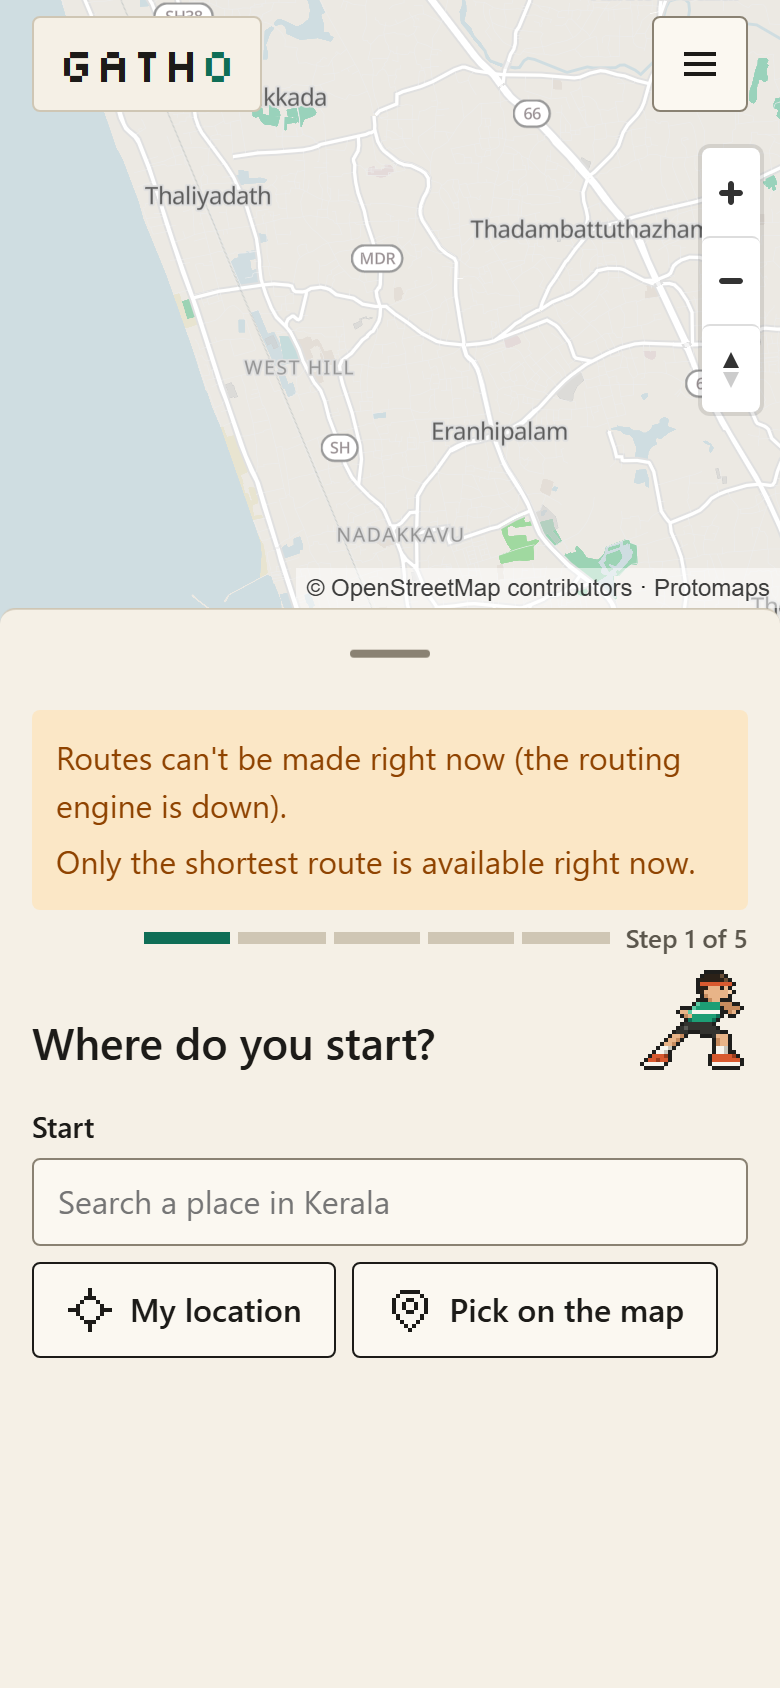 GATHO
kkada
66
Thaliyadath
Thadambattuthazham
MDR
WEST HILL
Eranhipalam
SH
NADAKKAVU
© OpenStreetMap contributors · Protomaps
Routes can't be made right now (the routing
engine is down).
Only the shortest route is available right now.
Step 1 of 5
Where do you start?
Start
Search a place in Kerala
My location
Pick on the map